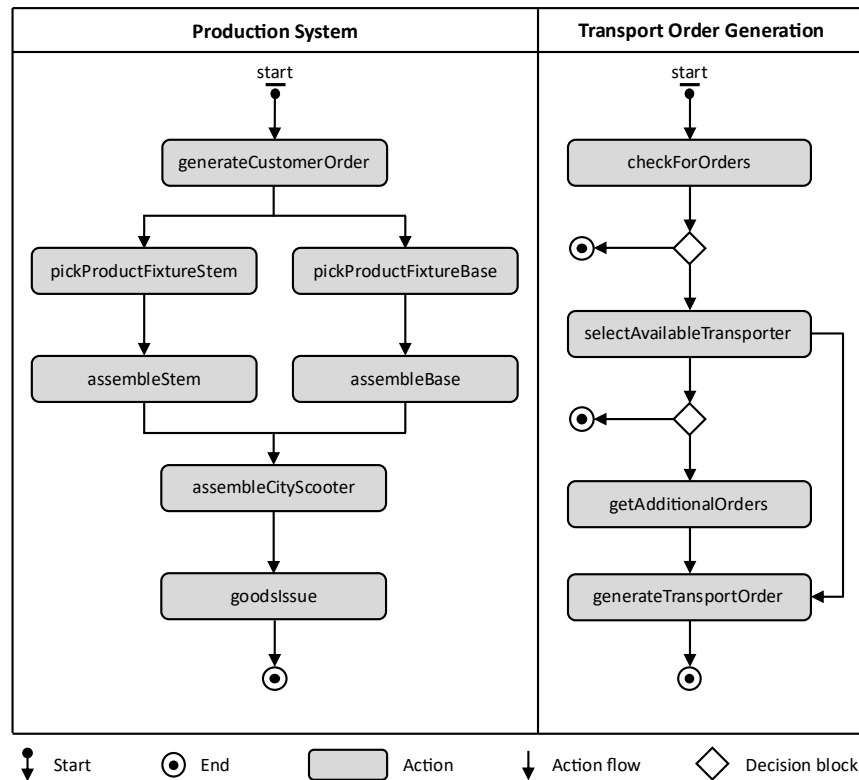 Production System
Transport Order Generation
start
generateCustomerOrder
pickProductFixtureStem
pickProductFixtureBase
assembleStem
assembleBase
assembleCityScooter
goodsIssue
start
checkForOrders
selectAvailableTransporter
getAdditionalOrders
generateTransportOrder
Start
End
Action
Action flow
Decision block